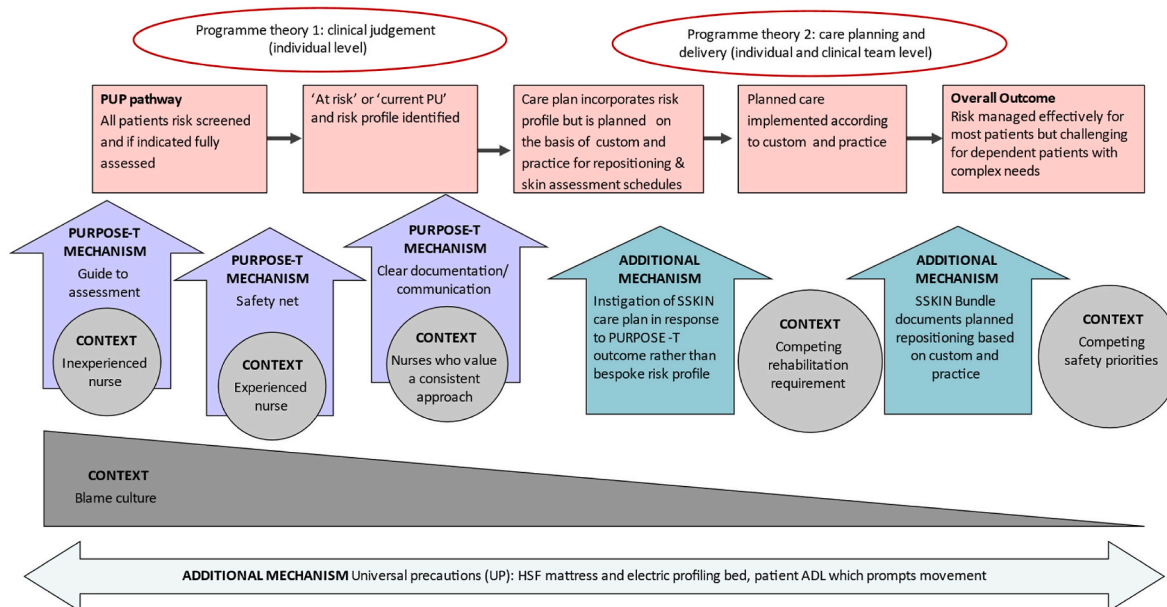 Programme theory 1: clinical judgement
(individual level)
Programme theory 2: care planning and
delivery (individual and clinical team level)
PUP pathway
All patients risk screened
and if indicated fully
assessed
‘At risk’ or ‘current PU’
and risk profile identified
Care plan incorporates risk
profile but is planned on
the basis of custom and
practice for repositioning &
skin assessment schedules
Planned care
implemented according
to custom and practice
Overall Outcome
Risk managed effectively for
most patients but challenging
for dependent patients with
complex needs
PURPOSE-T
MECHANISM
Guide to
assessment
CONTEXT
Inexperienced
nurse
PURPOSE-T
MECHANISM
Safety net
CONTEXT
Experienced
nurse
PURPOSE-T
MECHANISM
Clear documentation/
communication
CONTEXT
Nurses who value
a consistent
approach
ADDITIONAL
MECHANISM
Instigation of SSKIN
care plan in response
to PURPOSE -T
outcome rather than
bespoke risk profile
CONTEXT
Competing
rehabilitation
requirement
ADDITIONAL
MECHANISM
SSKIN Bundle
documents planned
repositioning based
on custom and
practice
CONTEXT
Competing
safety priorities
CONTEXT
Blame culture
ADDITIONAL MECHANISM Universal precautions (UP): HSF mattress and electric profiling bed, patient ADL which prompts movement